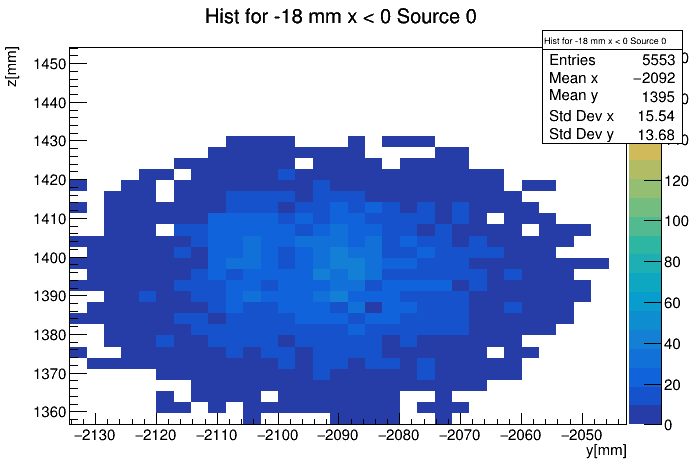 Hist for -18 mm x < 0 Source 0
Hist for -18 mm x < 0 Source 0
Entries 5553
Mean x −2092
Mean y 1395
Std Dev x 15.54
Std Dev y 13.68
z[mm]
1450
1440
1430
1420
1410
1400
1390
1380
1370
1360
−2130 −2120 −2110 −2100 −2090 −2080 −2070 −2060 −2050
y[mm]
120
100
80
60
40
20
0